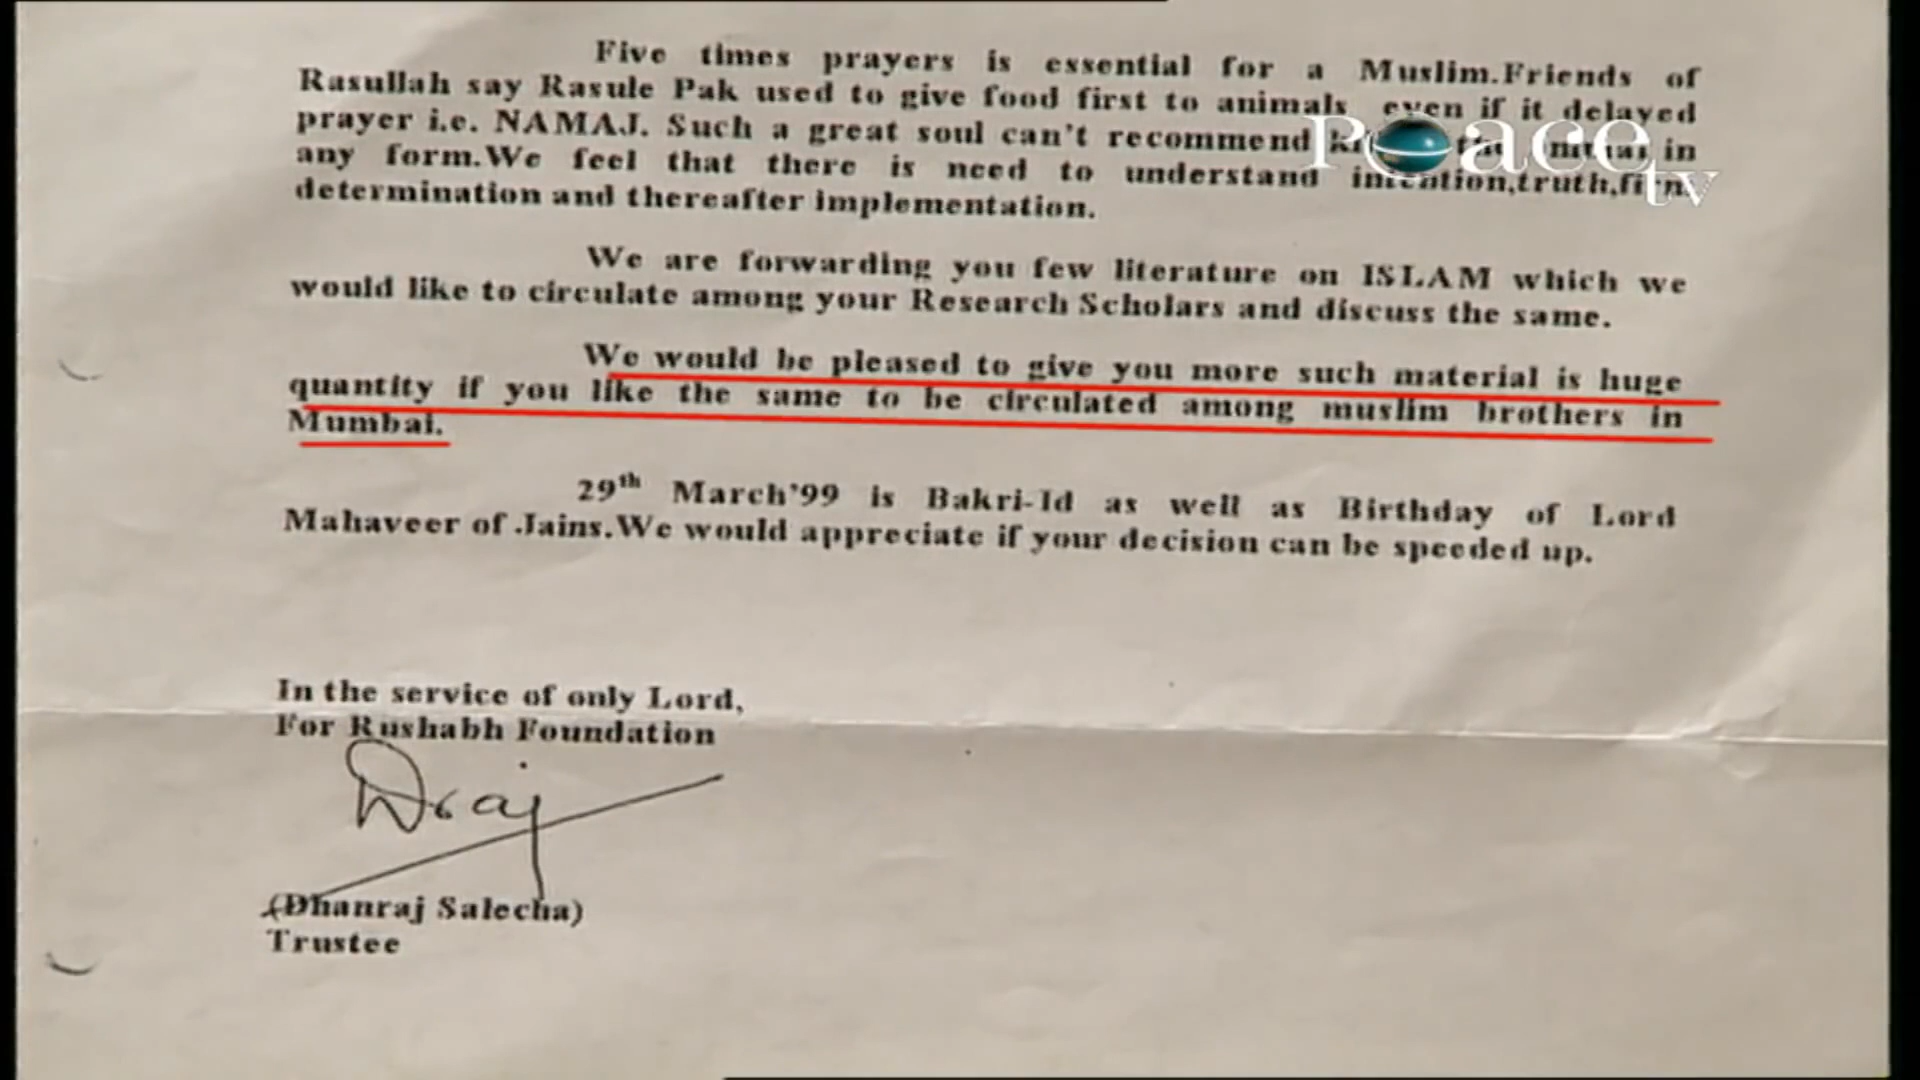 Five times prayers is essential for a Muslim.Friends of
Rasullah say Rasule Pak used to give food first to animals even if it delayed
prayer i.e. NAMAJ. Such a great soul can't recommend in
any form.We feel that there is need to understand intention,truth,firm
determination and thereafter implementation.
We are forwarding you few literature on ISLAM which we
would like to circulate among your Research Scholars and discuss the same.
We would be pleased to give you more such material is huge
quantity if you like the same to be circulated among muslim brothers in
Mumbai.
29th March'99 is Bakri-Id as well as Birthday of Lord
Mahaveer of Jains.We would appreciate if your decision can be speeded up.
In the service of only Lord,
For Rushabh Foundation
Draj
(Dhanraj Salecha)
Trustee
Peace
tv